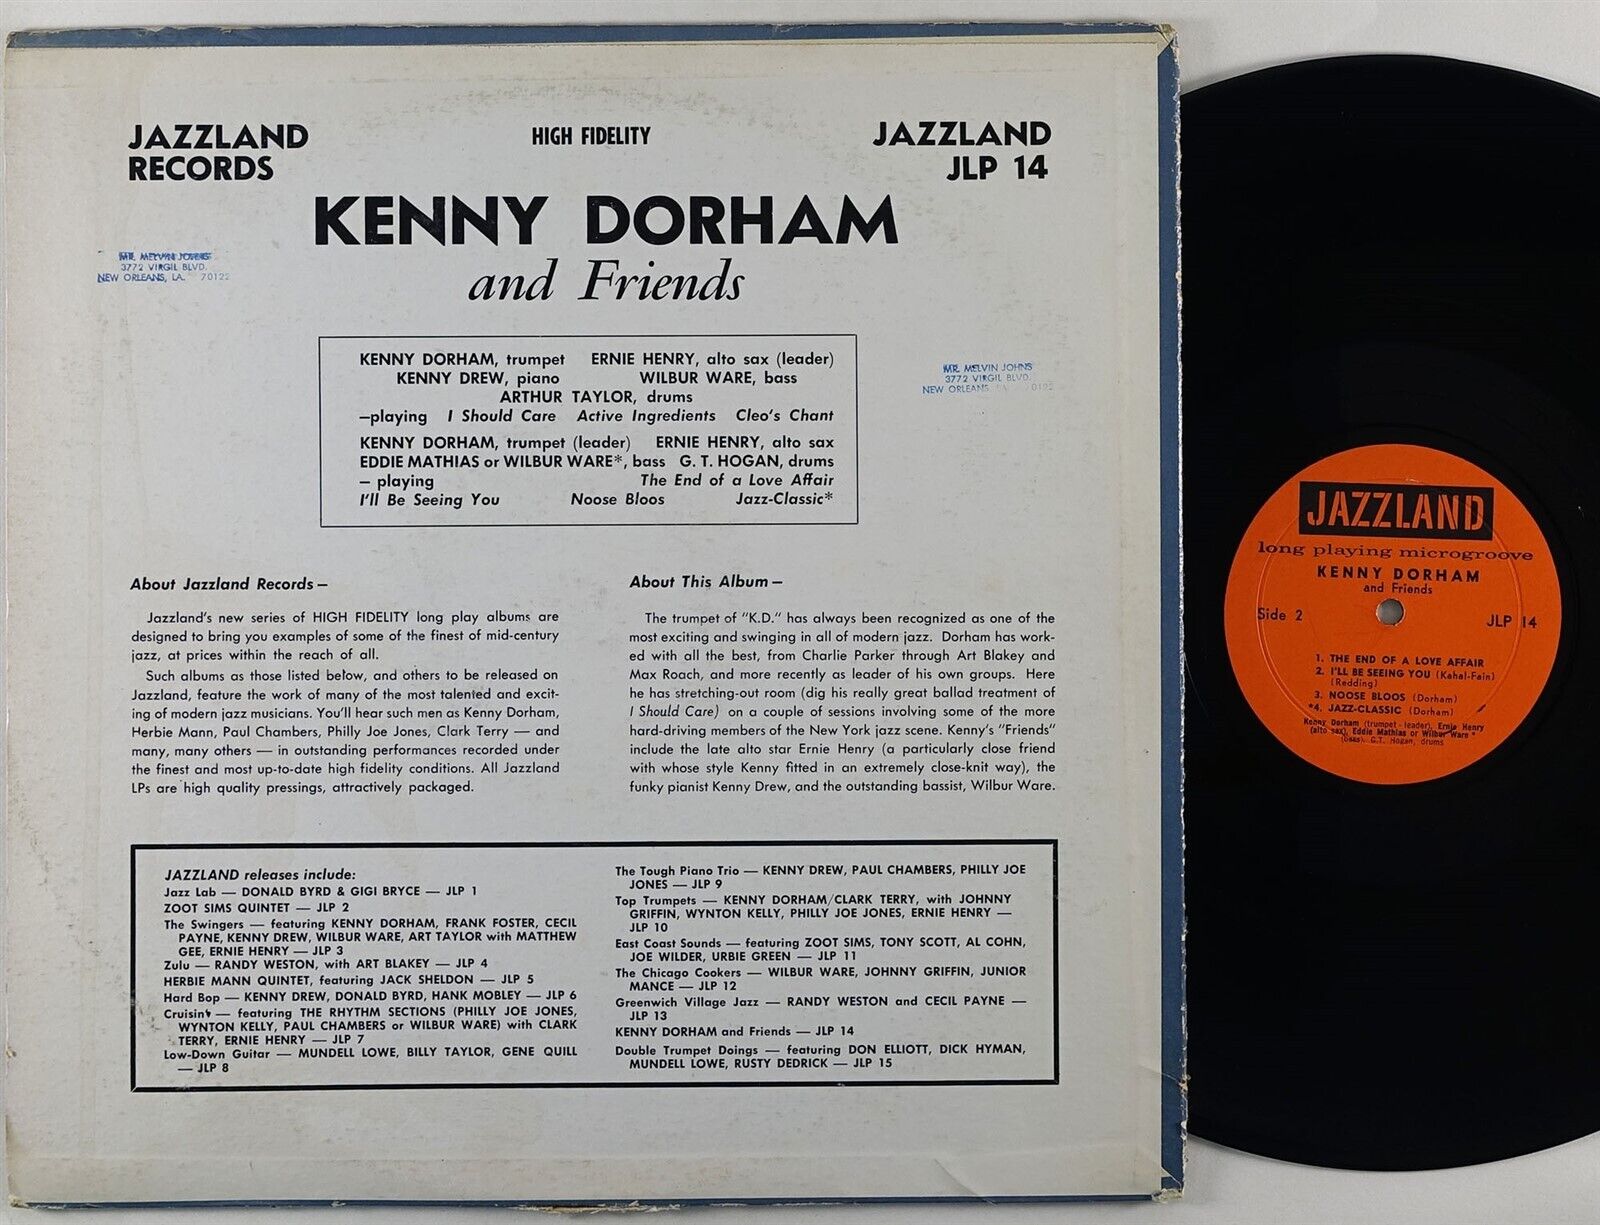 JAZZLAND
RECORDS
HIGH FIDELITY
JAZZLAND
JLP 14
KENNY DORHAM
and Friends
MR. MELVIN JOHNS
3772 VIRGIL BLVD.
NEW ORLEANS, LA. 70122
KENNY DORHAM, trumpet ERNIE HENRY, alto sax (leader)
KENNY DREW, piano WILBUR WARE, bass
ARTHUR TAYLOR, drums
—playing I Should Care Active Ingredients Cleo's Chant
KENNY DORHAM, trumpet (leader) ERNIE HENRY, alto sax
EDDIE MATHIAS or WILBUR WARE*, bass G. T. HOGAN, drums
— playing The End of a Love Affair
I'll Be Seeing You Noose Bloos Jazz-Classic*
MR. MELVIN JOHNS
3772 VIRGIL BLVD.
NEW ORLEANS 0122
About Jazzland Records —
Jazzland's new series of HIGH FIDELITY long play albums are
designed to bring you examples of some of the finest of mid-century
jazz, at prices within the reach of all.
Such albums as those listed below, and others to be released on
Jazzland, feature the work of many of the most talented and excit-
ing of modern jazz musicians. You'll hear such men as Kenny Dorham,
Herbie Mann, Paul Chambers, Philly Joe Jones, Clark Terry — and
many, many others — in outstanding performances recorded under
the finest and most up-to-date high fidelity conditions. All Jazzland
LPs are high quality pressings, attractively packaged.
About This Album —
The trumpet of "K.D." has always been recognized as one of the
most exciting and swinging in all of modern jazz. Dorham has work-
ed with all the best, from Charlie Parker through Art Blakey and
Max Roach, and more recently as leader of his own groups. Here
he has stretching-out room (dig his really great ballad treatment of
I Should Care) on a couple of sessions involving some of the more
hard-driving members of the New York jazz scene. Kenny's "Friends"
include the late alto star Ernie Henry (a particularly close friend
with whose style Kenny fitted in an extremely close-knit way), the
funky pianist Kenny Drew, and the outstanding bassist, Wilbur Ware.
JAZZLAND releases include:
Jazz Lab — DONALD BYRD & GIGI BRYCE — JLP 1
ZOOT SIMS QUINTET — JLP 2
The Swingers — featuring KENNY DORHAM, FRANK FOSTER, CECIL
PAYNE, KENNY DREW, WILBUR WARE, ART TAYLOR with MATTHEW
GEE, ERNIE HENRY — JLP 3
Zulu — RANDY WESTON, with ART BLAKEY — JLP 4
HERBIE MANN QUINTET, featuring JACK SHELDON — JLP 5
Hard Bop — KENNY DREW, DONALD BYRD, HANK MOBLEY — JLP 6
Cruisin' — featuring THE RHYTHM SECTIONS (PHILLY JOE JONES,
WYNTON KELLY, PAUL CHAMBERS or WILBUR WARE) with CLARK
TERRY, ERNIE HENRY — JLP 7
Low-Down Guitar — MUNDELL LOWE, BILLY TAYLOR, GENE QUILL
— JLP 8
The Tough Piano Trio — KENNY DREW, PAUL CHAMBERS, PHILLY JOE
JONES — JLP 9
Top Trumpets — KENNY DORHAM/CLARK TERRY, with JOHNNY
GRIFFIN, WYNTON KELLY, PHILLY JOE JONES, ERNIE HENRY —
JLP 10
East Coast Sounds — featuring ZOOT SIMS, TONY SCOTT, AL COHN,
JOE WILDER, URBIE GREEN — JLP 11
The Chicago Cookers — WILBUR WARE, JOHNNY GRIFFIN, JUNIOR
MANCE — JLP 12
Greenwich Village Jazz — RANDY WESTON and CECIL PAYNE —
JLP 13
KENNY DORHAM and Friends — JLP 14
Double Trumpet Doings — featuring DON ELLIOTT, DICK HYMAN,
MUNDELL LOWE, RUSTY DEDRICK — JLP 15
JAZZLAND
long playing microgroove
KENNY DORHAM
and Friends
Side 2
JLP 14
1. THE END OF A LOVE AFFAIR
2. I'LL BE SEEING YOU (Kahal-Fain)
(Redding)
3. NOOSE BLOOS (Dorham)
*4. JAZZ-CLASSIC (Dorham)
Kenny Dorham (trumpet - leader), Ernie Henry
(alto sax), Eddie Mathias or Wilbur Ware *
(bass). G.T. Hogan, drums